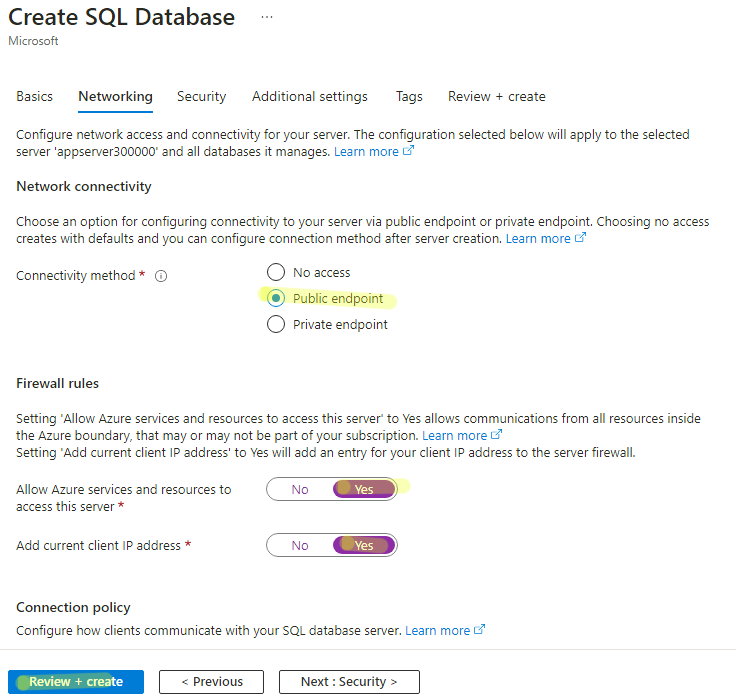 Create SQL Database ...
Microsoft
Basics Networking Security Additional settings Tags Review + create
Configure network access and connectivity for your server. The configuration selected below will apply to the selected
server 'appserver300000' and all databases it manages. Learn more
Network connectivity
Choose an option for configuring connectivity to your server via public endpoint or private endpoint. Choosing no access
creates with defaults and you can configure connection method after server creation. Learn more
Connectivity method *
No access
Public endpoint
Private endpoint
Firewall rules
Setting 'Allow Azure services and resources to access this server' to Yes allows communications from all resources inside
the Azure boundary, that may or may not be part of your subscription. Learn more
Setting 'Add current client IP address' to Yes will add an entry for your client IP address to the server firewall.
Allow Azure services and resources to
access this server *
No Yes
Add current client IP address *
No Yes
Connection policy
Configure how clients communicate with your SQL database server. Learn more
Review + create
< Previous
Next : Security >